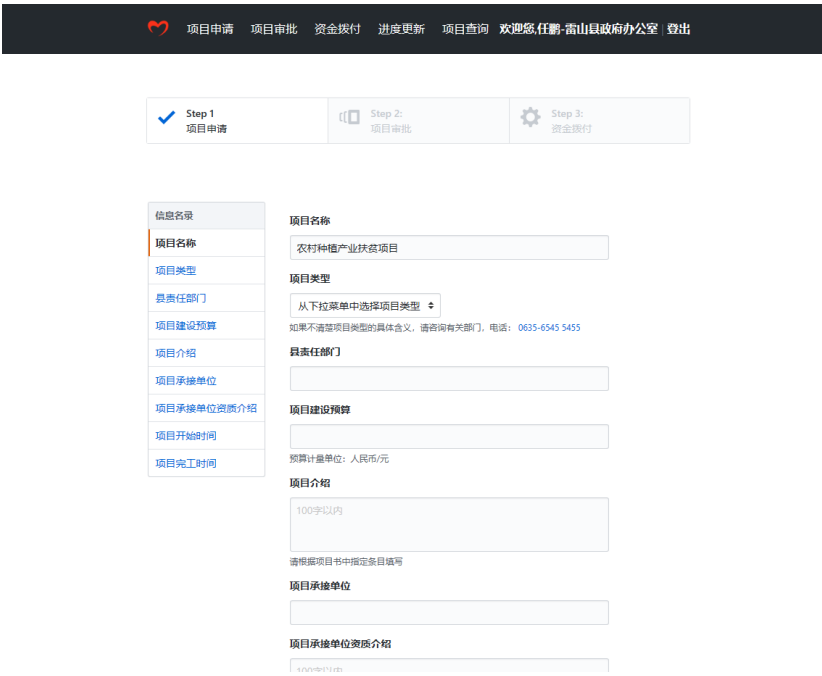 项目申请 项目审批 资金拨付 进度更新 项目查询 欢迎您,任鹏-雷山县政府办公室 登出
Step 1
项目申请
Step 2:
项目审批
Step 3:
资金拨付
信息名录
项目名称
项目类型
县责任部门
项目建设预算
项目介绍
项目承接单位
项目承接单位资质介绍
项目开始时间
项目完工时间
项目名称
农村种植产业扶贫项目
项目类型
从下拉菜单中选择项目类型
如果不清楚项目类型的具体含义，请咨询有关部门，电话： 0635-6545 5455
县责任部门
项目建设预算
预算计量单位：人民币/元
项目介绍
100字以内
请根据项目书中指定条目填写
项目承接单位
项目承接单位资质介绍
100字以内